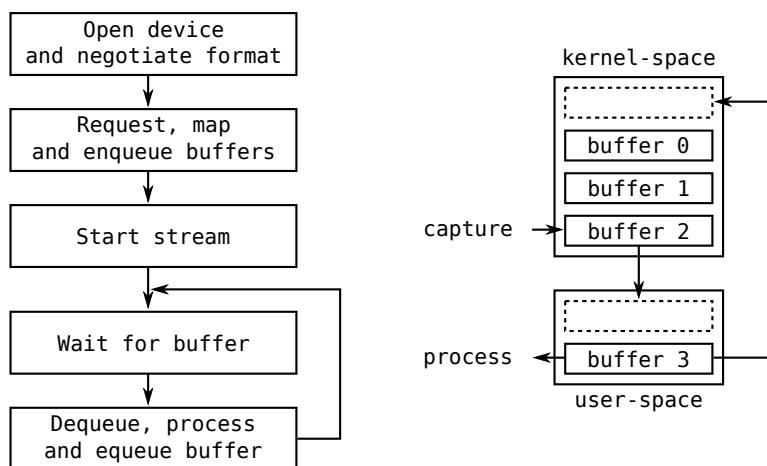 Open device
and negotiate format
Request, map
and enqueue buffers
Start stream
Wait for buffer
Dequeue, process
and equeue buffer
kernel-space
buffer 0
buffer 1
capture
buffer 2
process
buffer 3
user-space